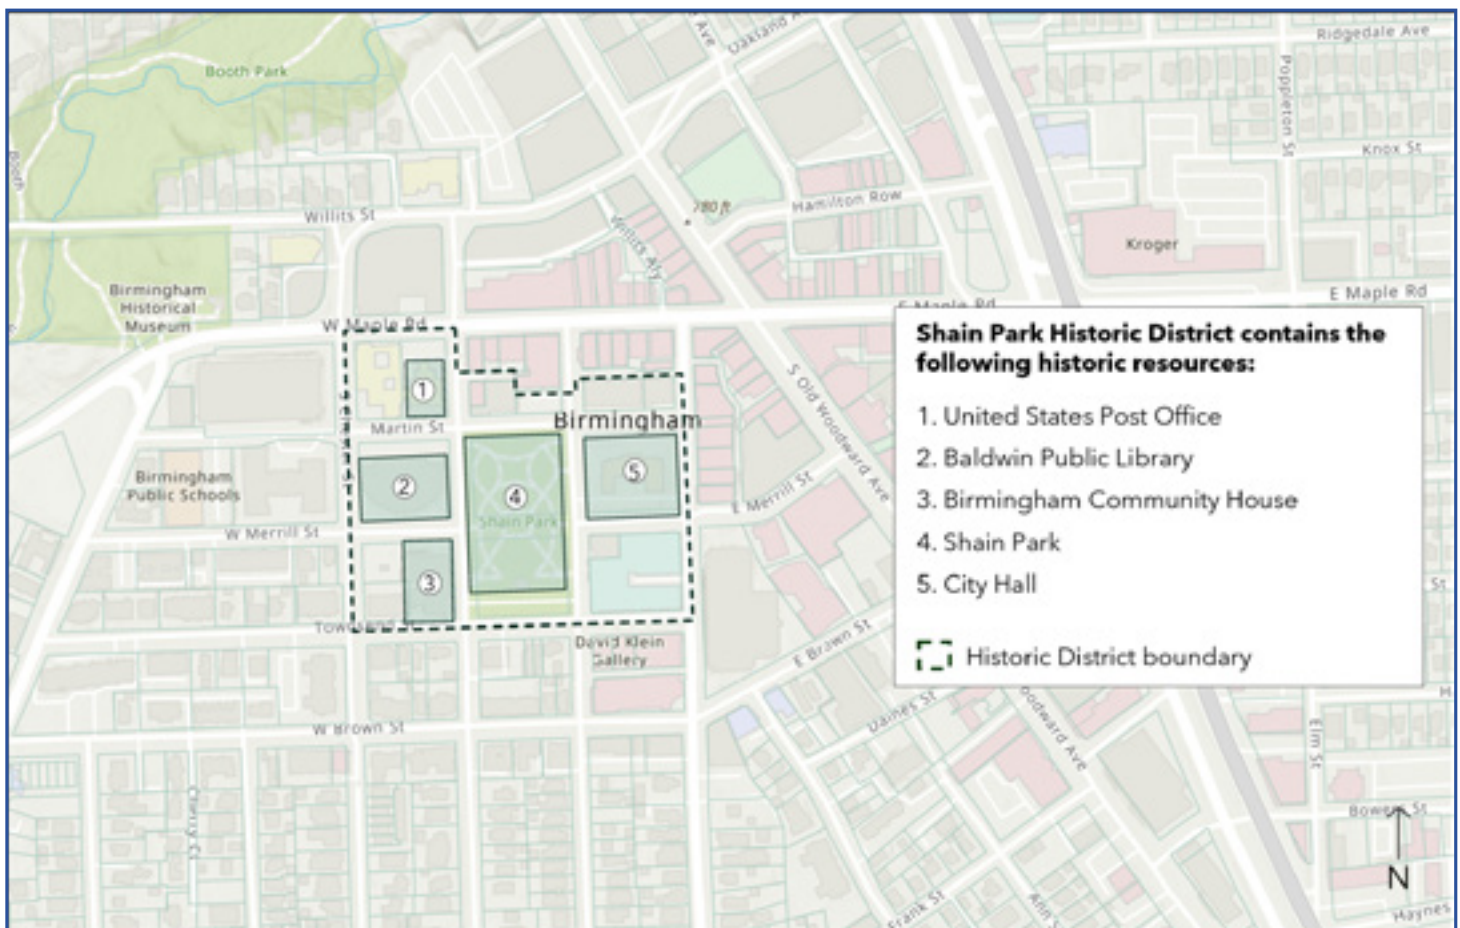 Ridgedale Ave
Oakland
Ave
Booth Park
Poppleton St
Knox St
Booth
Willits St
780 ft
Hamilton Row
Willits Aly
Kroger
Birmingham
Historical
Museum
E Maple Rd
E Maple Rd
W Maple Rd
Shain Park Historic District contains the
following historic resources:
1. United States Post Office
2. Baldwin Public Library
3. Birmingham Community House
4. Shain Park
5. City Hall
Historic District boundary
S Old Woodward Ave
1
Martin St
Birmingham
Birmingham
Public Schools
2
4
5
Shain Park
E Merrill St
W Merrill St
3
St
David Klein
Gallery
E Brown St
Daines St
oodward Ave
W Brown St
Elm St
Cherry Ct
Bowers St
N
Frank St
Ann S
Haynes